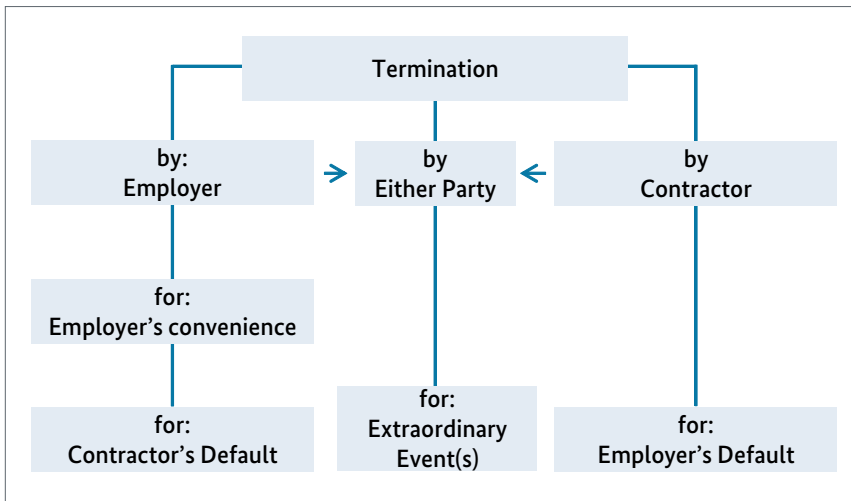 Termination
by:
Employer
by
Either Party
by
Contractor
for:
Employer’s convenience
for:
Contractor’s Default
for:
Extraordinary
Event(s)
for:
Employer’s Default